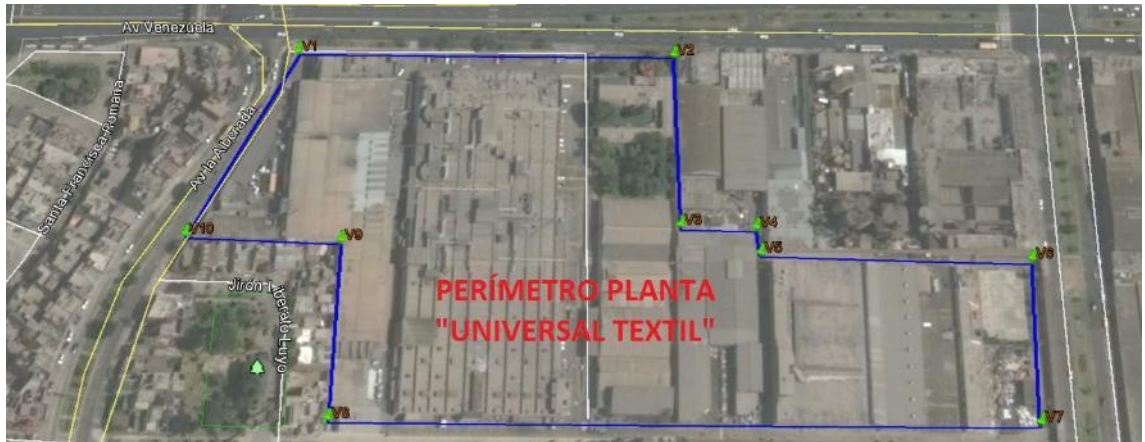 Av Venezuela
V1
V2
Santa Francisca Romana
Av la Alborada
V3
V4
V10
V9
V5
V6
Jirón L
iberato Luyo
PERÍMETRO PLANTA
"UNIVERSAL TEXTIL"
V8
V7